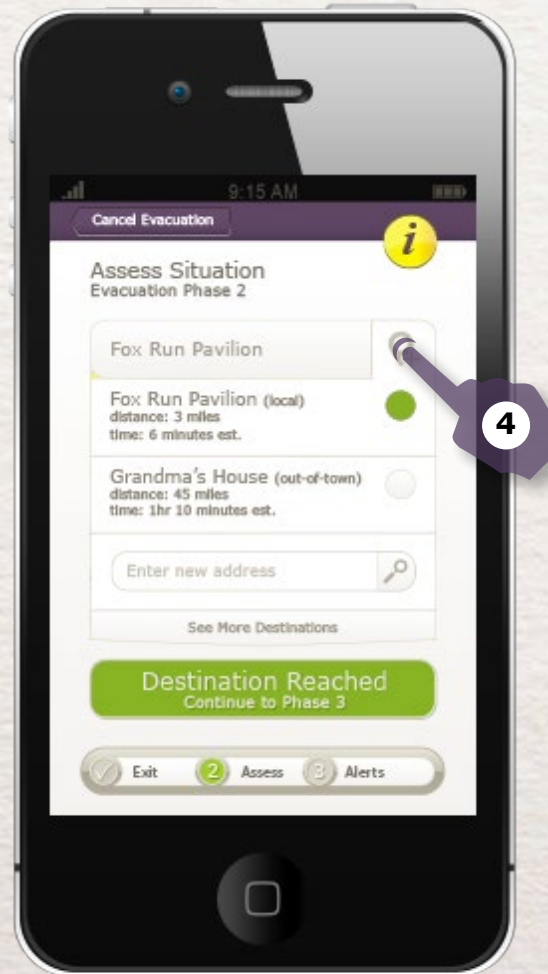 9:15 AM
Cancel Evacuation
i
Assess Situation
Evacuation Phase 2
Fox Run Pavilion
Fox Run Pavilion (local)
distance: 3 miles
time: 6 minutes est.
4
Grandma's House (out-of-town)
distance: 45 miles
time: 1hr 10 minutes est.
Enter new address
See More Destinations
Destination Reached
Continue to Phase 3
Exit 2 Assess 3 Alerts